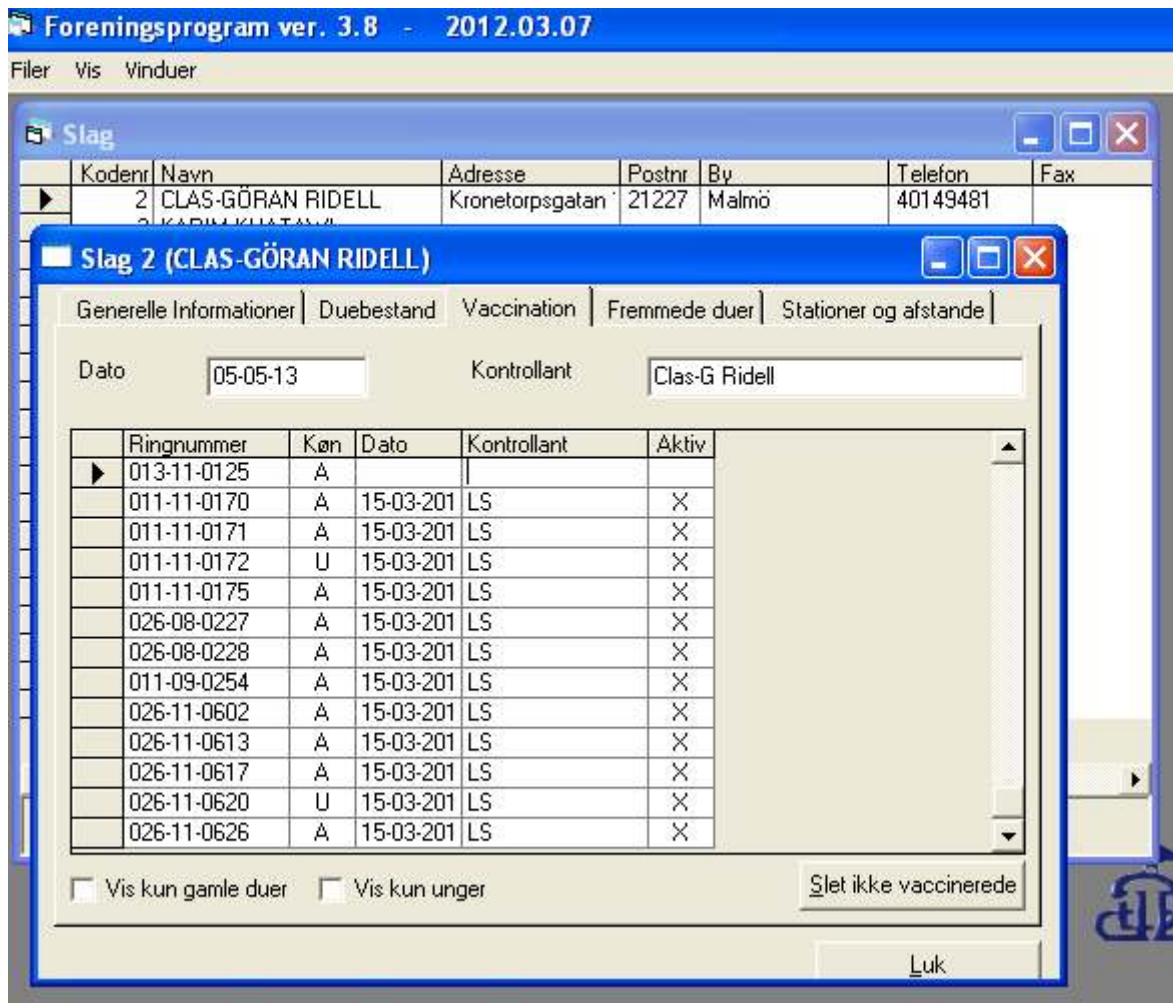 Foreningsprogram ver. 3.8 - 2012.03.07
Filer Vis Vinduer
Slag
Kodenr Navn Adresse Postnr By Telefon Fax
2 CLAS-GÖRAN RIDELL Kronetorpsgatan 21227 Malmö 40149481
Slag 2 (CLAS-GÖRAN RIDELL)
Generelle Informationer Duebestand Vaccination Fremmede duer Stationer og afstande
Dato 05-05-13 Kontrollant Clas-G Ridell
Ringnummer Køn Dato Kontrollant Aktiv
013-11-0125 A
011-11-0170 A 15-03-201 LS X
011-11-0171 A 15-03-201 LS X
011-11-0172 U 15-03-201 LS X
011-11-0175 A 15-03-201 LS X
026-08-0227 A 15-03-201 LS X
026-08-0228 A 15-03-201 LS X
011-09-0254 A 15-03-201 LS X
026-11-0602 A 15-03-201 LS X
026-11-0613 A 15-03-201 LS X
026-11-0617 A 15-03-201 LS X
026-11-0620 U 15-03-201 LS X
026-11-0626 A 15-03-201 LS X
Vis kun gamle duer Vis kun unger Slet ikke vaccinerede
Luk